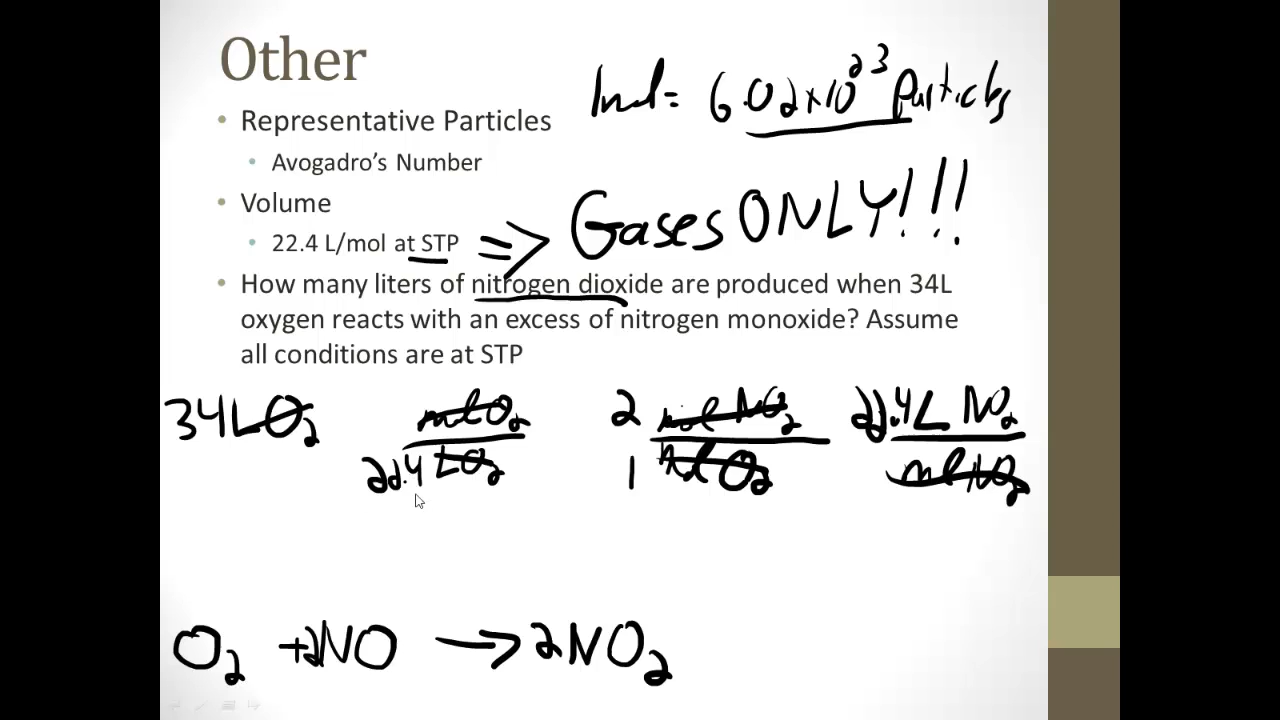 Other
1mol = 6.02x10²³ Particles
• Representative Particles
• Avogadro's Number
• Volume
• 22.4 L/mol at STP => Gases ONLY!!!
• How many liters of nitrogen dioxide are produced when 34L
oxygen reacts with an excess of nitrogen monoxide? Assume
all conditions are at STP
34L O₂ mol O₂ 2 mol NO₂ 22.4 L NO₂
22.4 L O₂ 1 mol O₂ mol NO₂
O₂ + 2NO → 2NO₂